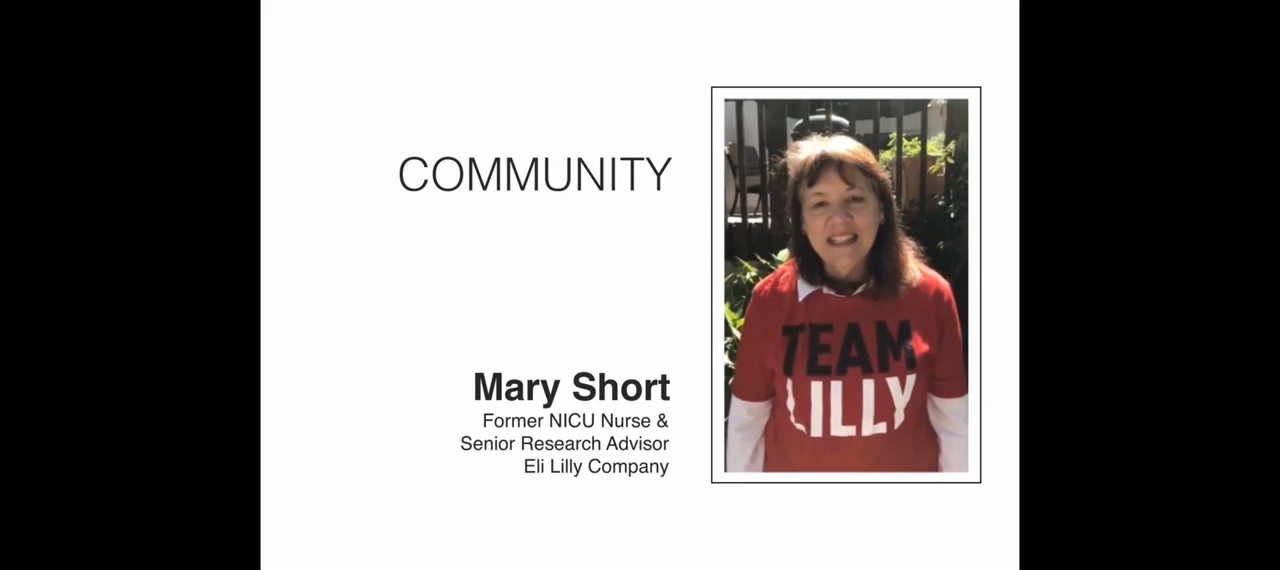 COMMUNITY
Mary Short
Former NICU Nurse &
Senior Research Advisor
Eli Lilly Company
TEAM
LILLY